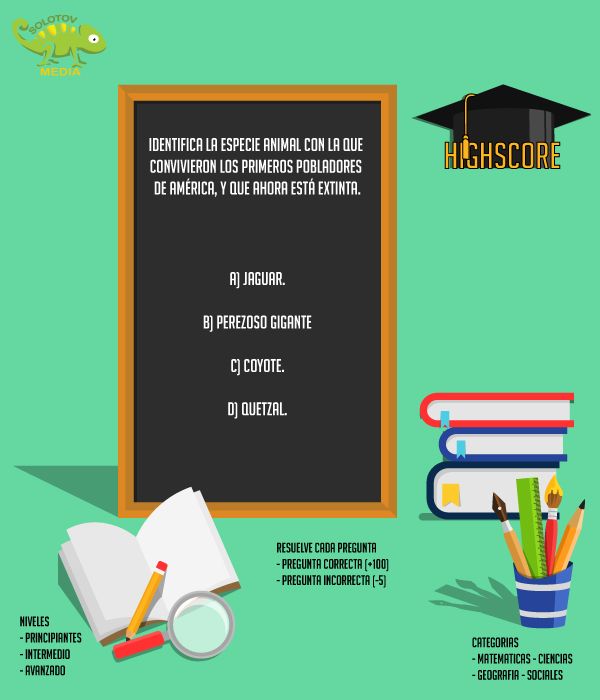 SOLOTOV
MEDIA
HIGHSCORE
IDENTIFICA LA ESPECIE ANIMAL CON LA QUE
CONVIVIERON LOS PRIMEROS POBLADORES
DE AMÉRICA, Y QUE AHORA ESTÁ EXTINTA.
A) JAGUAR.
B) PEREZOSO GIGANTE
C) COYOTE.
D) QUETZAL.
RESUELVE CADA PREGUNTA
- PREGUNTA CORRECTA (+100)
- PREGUNTA INCORRECTA (-5)
NIVELES
- PRINCIPIANTES
- INTERMEDIO
- AVANZADO
CATEGORIAS
- MATEMATICAS - CIENCIAS
- GEOGRAFIA - SOCIALES